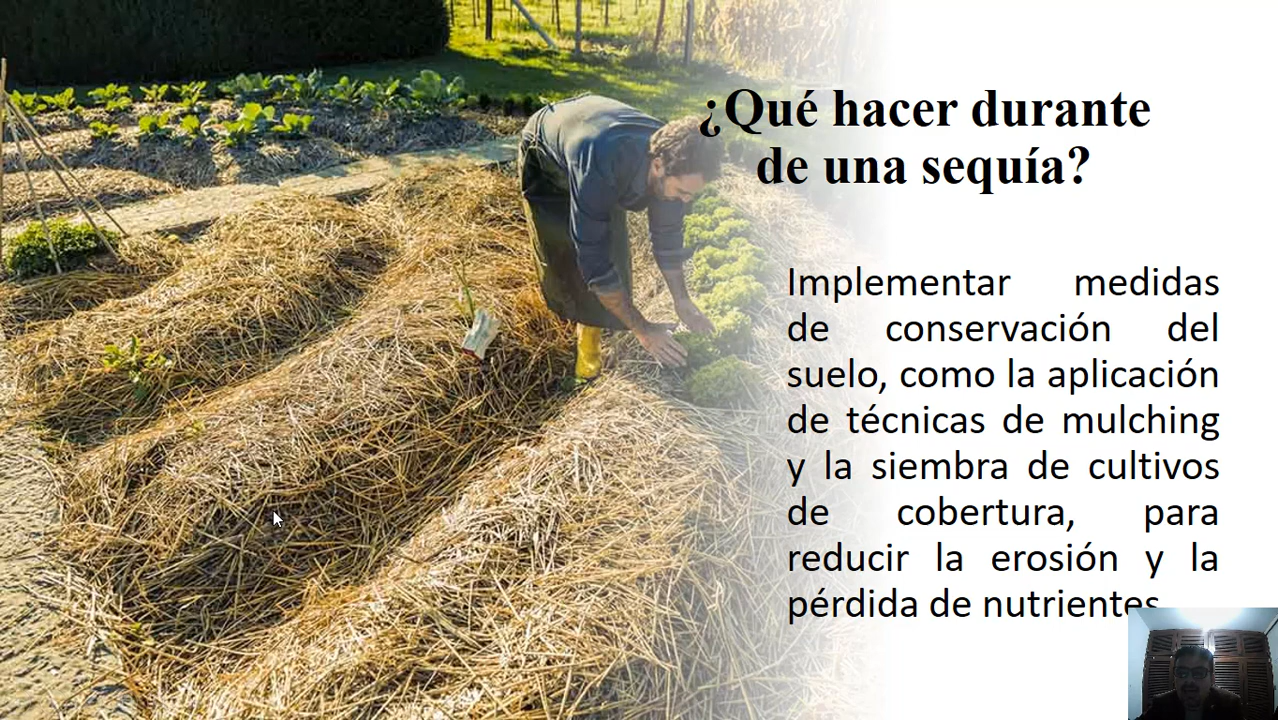 ¿Qué hacer durante
de una sequía?
Implementar medidas
de conservación del
suelo, como la aplicación
de técnicas de mulching
y la siembra de cultivos
de cobertura, para
reducir la erosión y la
pérdida de nutrientes